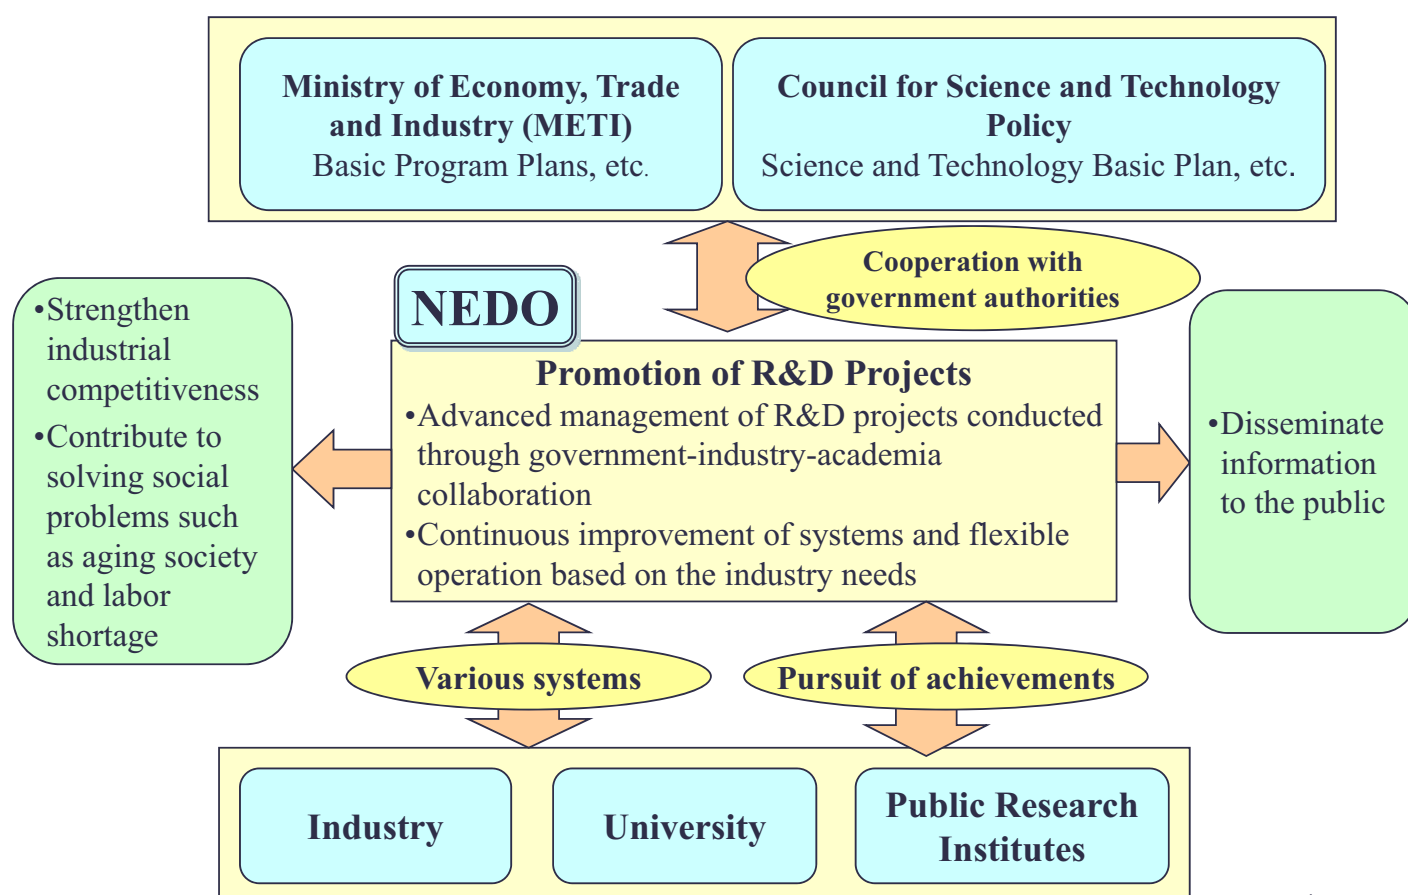 Ministry of Economy, Trade
and Industry (METI)
Basic Program Plans, etc.
Council for Science and Technology
Policy
Science and Technology Basic Plan, etc.
Cooperation with
government authorities
NEDO
•Strengthen
industrial
competitiveness
•Contribute to
solving social
problems such
as aging society
and labor
shortage
Promotion of R&D Projects
•Advanced management of R&D projects conducted
through government-industry-academia
collaboration
•Continuous improvement of systems and flexible
operation based on the industry needs
•Disseminate
information
to the public
Various systems
Pursuit of achievements
Industry
University
Public Research
Institutes